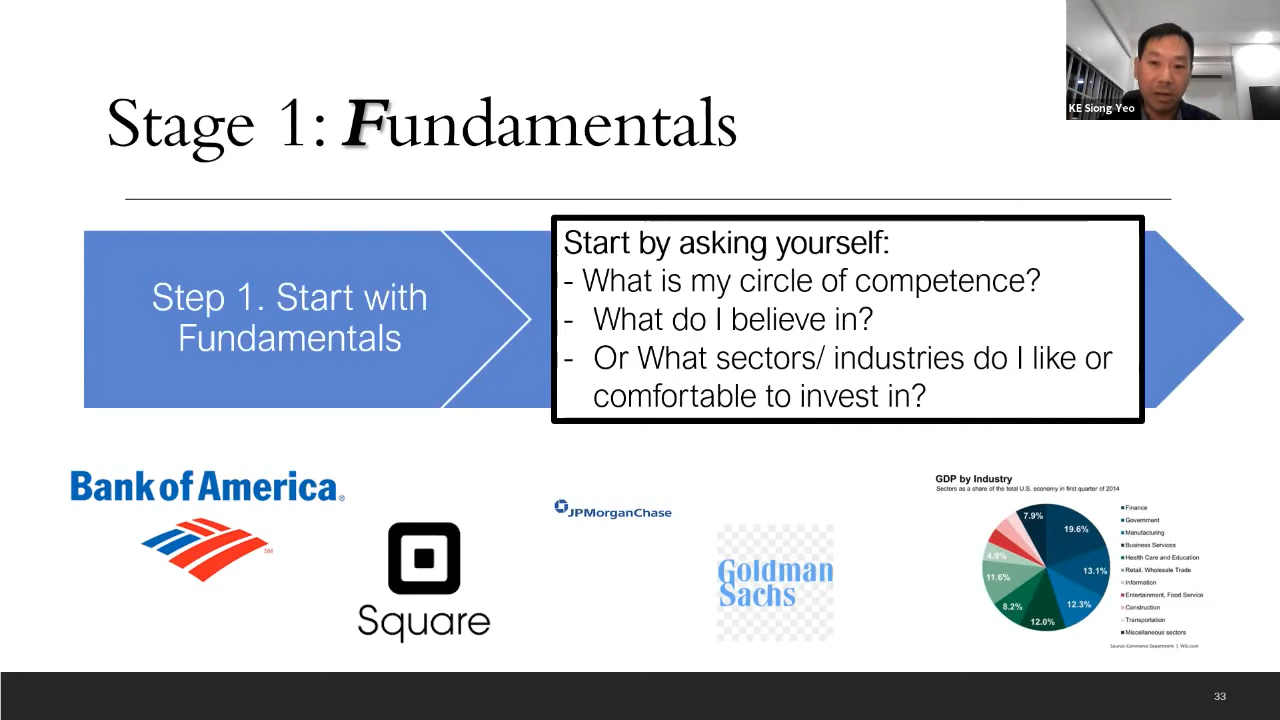 KE Siong Yeo
Stage 1: Fundamentals
Step 1. Start with
Fundamentals
Start by asking yourself:
- What is my circle of competence?
- What do I believe in?
- Or What sectors/ industries do I like or
comfortable to invest in?
Bank of America.
SM
Square
JPMorganChase
Goldman
Sachs
GDP by Industry
Sectors as a share of the total U.S. economy in first quarter of 2014
7.9%
19.6%
13.1%
12.3%
12.0%
8.2%
11.6%
4.9%
Finance
Government
Manufacturing
Business Services
Health Care and Education
Retail, Wholesale Trade
Information
Entertainment, Food Service
Construction
Transportation
Miscellaneous sectors
Source: Commerce Department | WSJ.com
33